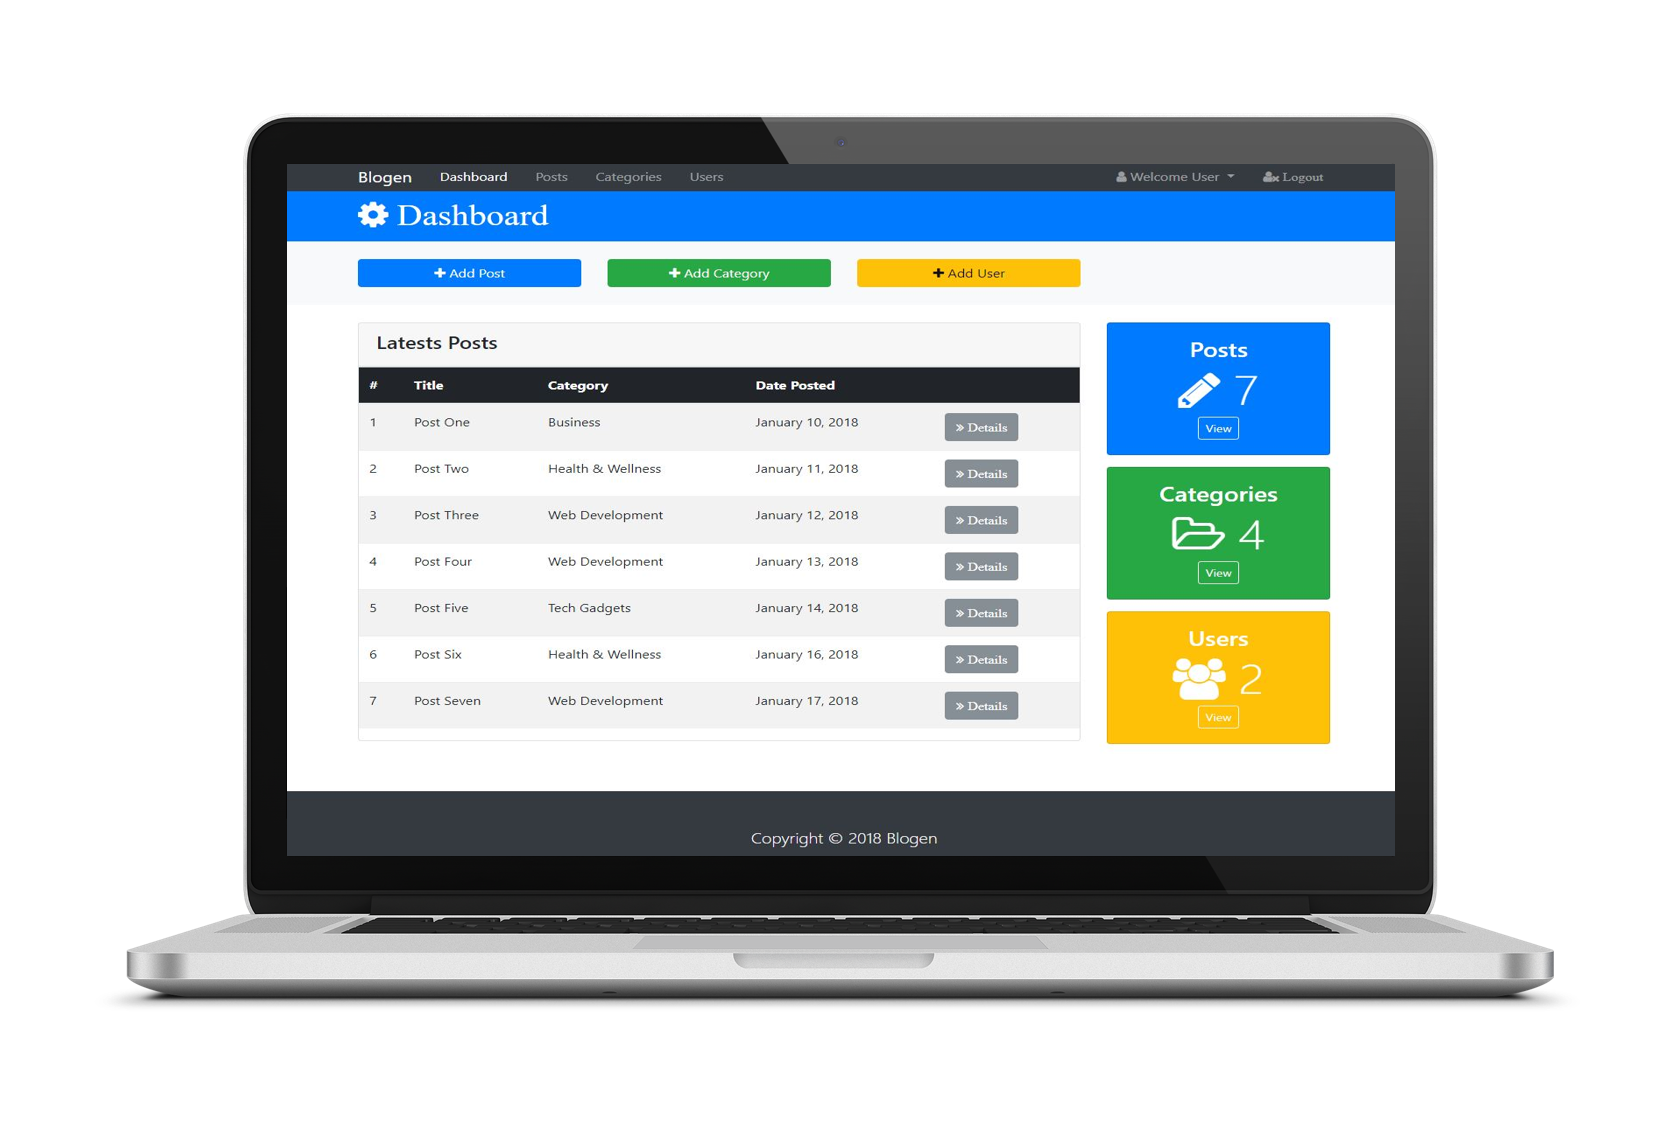 Blogen Dashboard Posts Categories Users Welcome User Logout
Dashboard
Add Post Add Category Add User
Latests Posts
# Title Category Date Posted
1 Post One Business January 10, 2018 » Details
2 Post Two Health & Wellness January 11, 2018 » Details
3 Post Three Web Development January 12, 2018 » Details
4 Post Four Web Development January 13, 2018 » Details
5 Post Five Tech Gadgets January 14, 2018 » Details
6 Post Six Health & Wellness January 16, 2018 » Details
7 Post Seven Web Development January 17, 2018 » Details
Posts
7
View
Categories
4
View
Users
2
View
Copyright © 2018 Blogen